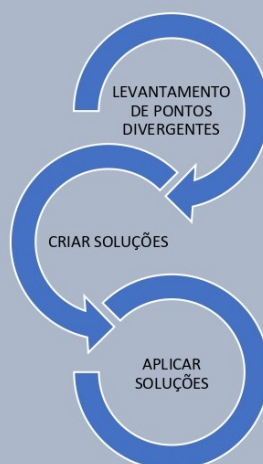 LEVANTAMENTO
DE PONTOS
DIVERGENTES
CRIAR SOLUÇÕES
APLICAR
SOLUÇÕES